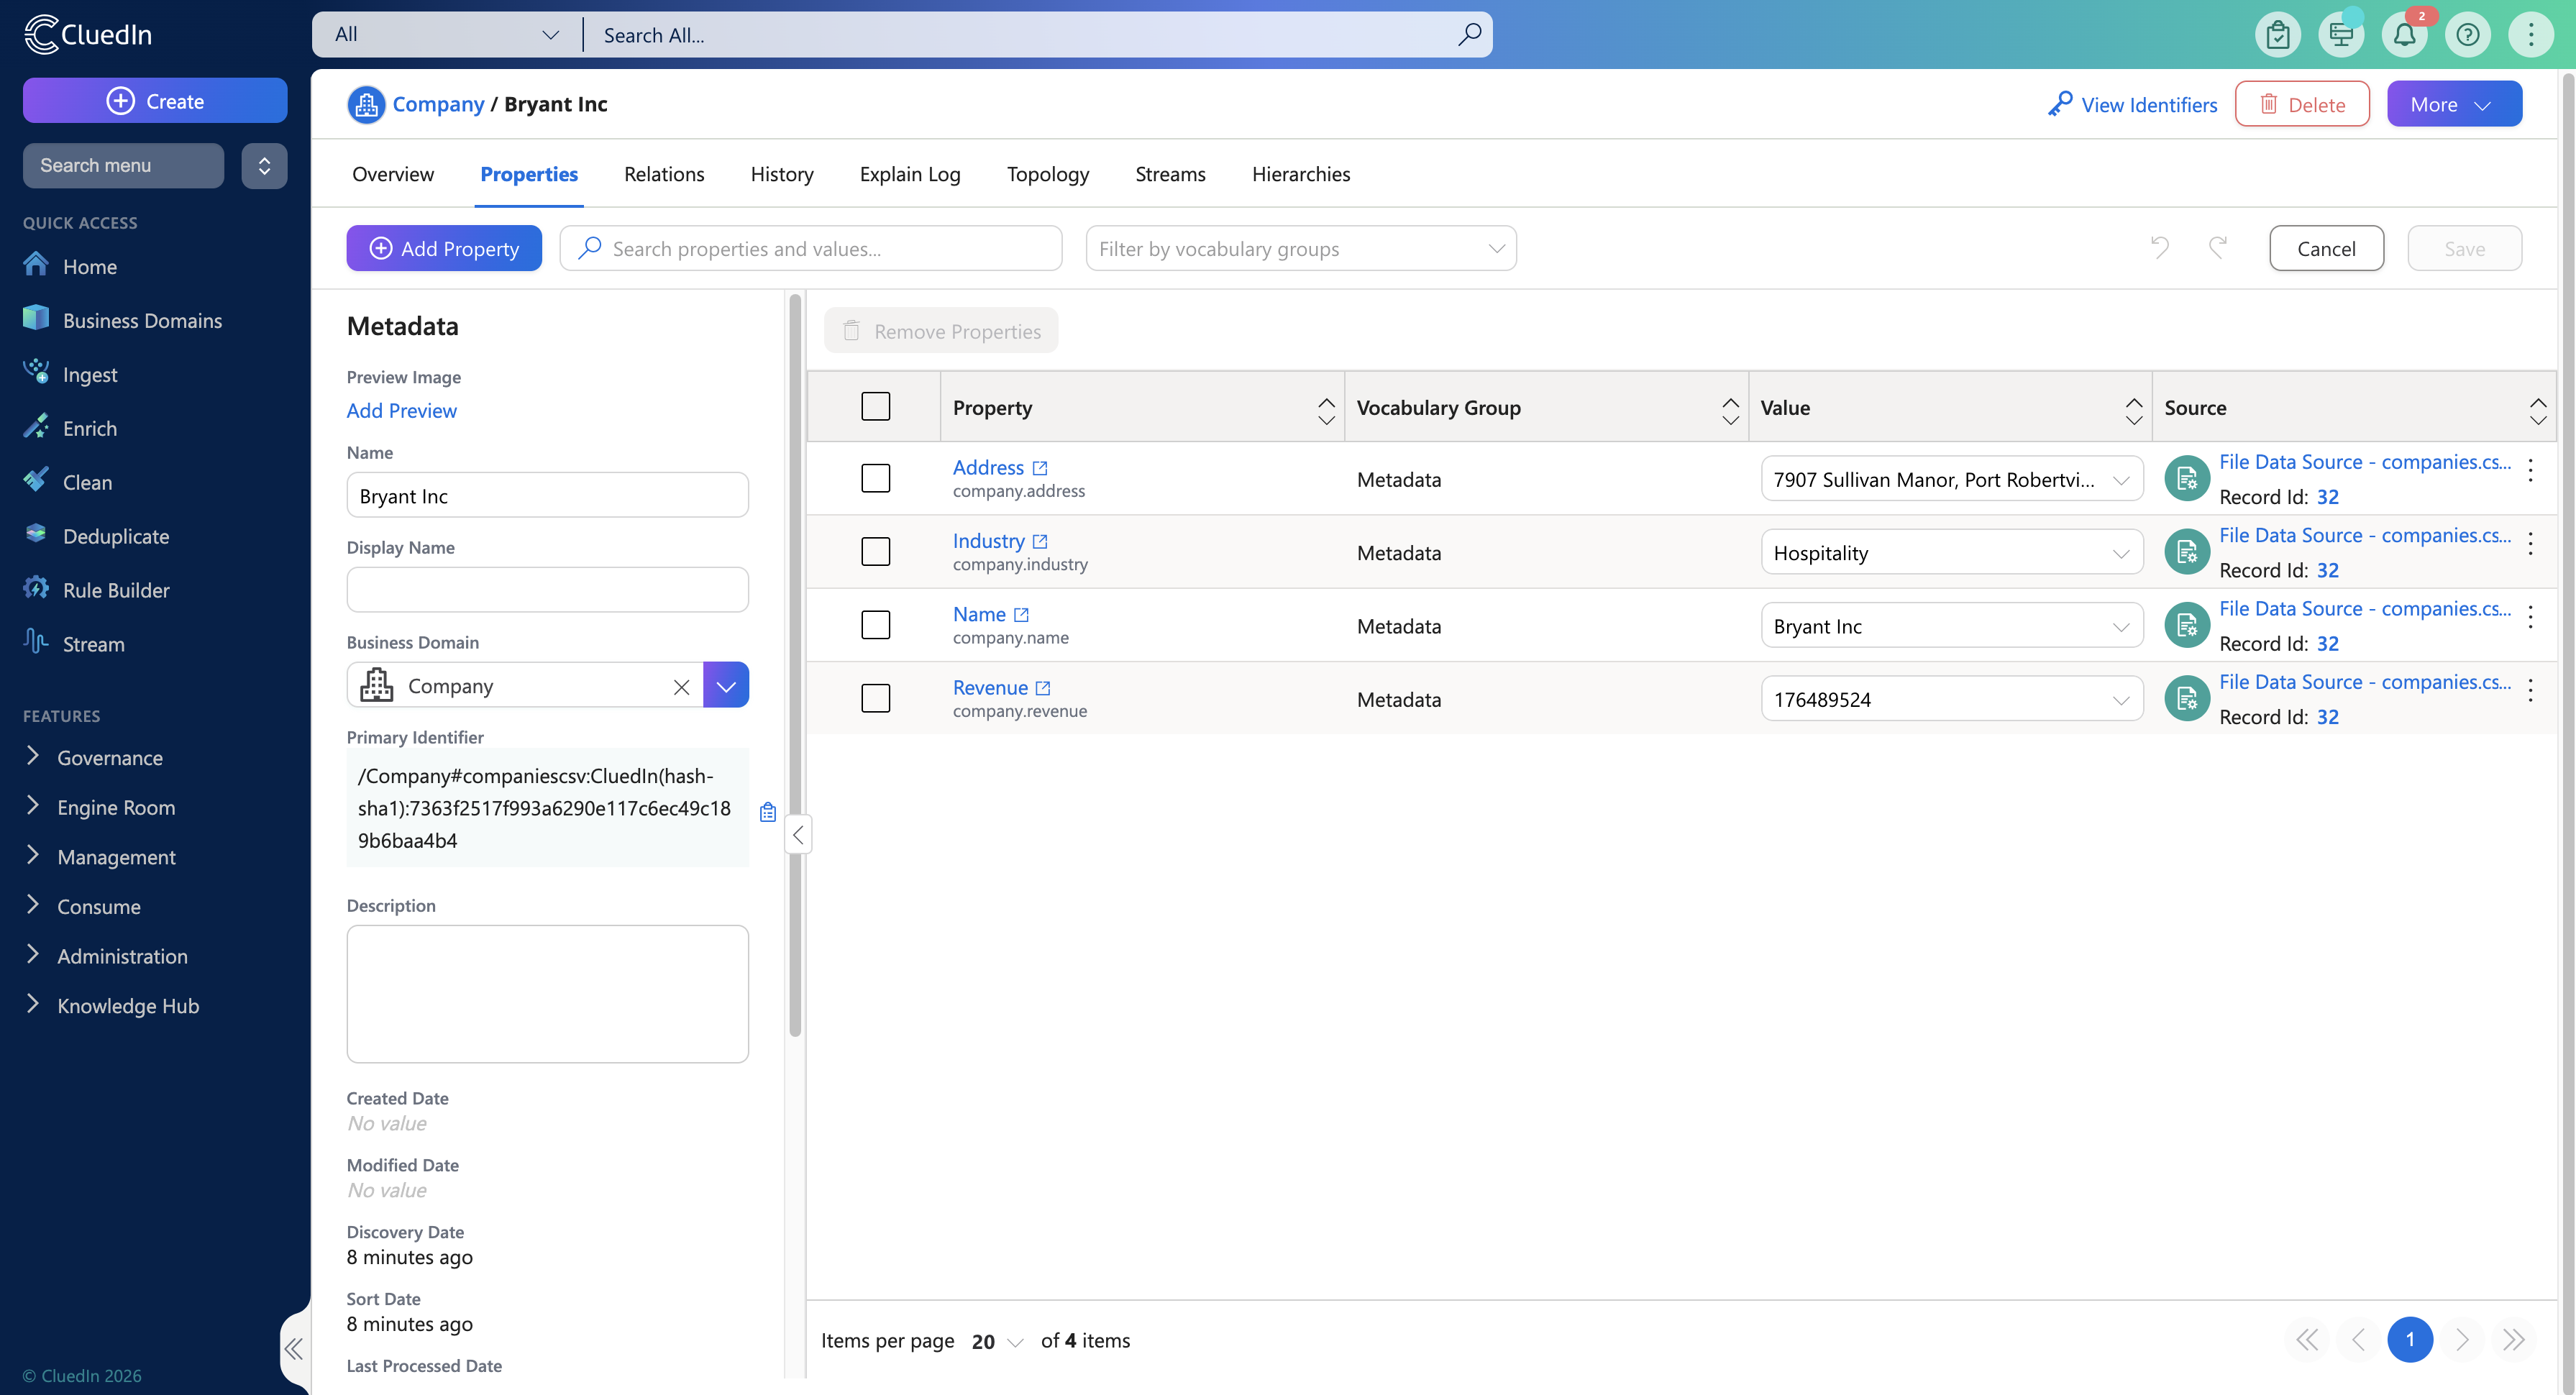 CluedIn
All
Search All...
2
Create
Search menu
QUICK ACCESS
Home
Business Domains
Ingest
Enrich
Clean
Deduplicate
Rule Builder
Stream
FEATURES
Governance
Engine Room
Management
Consume
Administration
Knowledge Hub
© CluedIn 2026
Company / Bryant Inc
View Identifiers
Delete
More
Overview
Properties
Relations
History
Explain Log
Topology
Streams
Hierarchies
Add Property
Search properties and values...
Filter by vocabulary groups
Cancel
Save
Metadata
Preview Image
Add Preview
Name
Bryant Inc
Display Name
Business Domain
Company
Primary Identifier
/Company#companiescsv:CluedIn(hash-
sha1):7363f2517f993a6290e117c6ec49c18
9b6baa4b4
Description
Created Date
No value
Modified Date
No value
Discovery Date
8 minutes ago
Sort Date
8 minutes ago
Last Processed Date
Remove Properties
Property
Vocabulary Group
Value
Source
Address
company.address
Metadata
7907 Sullivan Manor, Port Robertvi...
File Data Source - companies.cs...
Record Id: 32
Industry
company.industry
Metadata
Hospitality
File Data Source - companies.cs...
Record Id: 32
Name
company.name
Metadata
Bryant Inc
File Data Source - companies.cs...
Record Id: 32
Revenue
company.revenue
Metadata
176489524
File Data Source - companies.cs...
Record Id: 32
Items per page 20 of 4 items
1